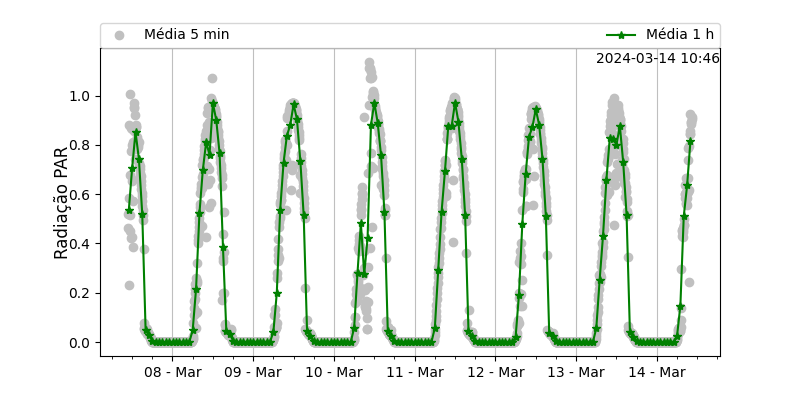 Média 5 min
Média 1 h
2024-03-14 10:46
Radiação PAR
1.0
0.8
0.6
0.4
0.2
0.0
08 - Mar
09 - Mar
10 - Mar
11 - Mar
12 - Mar
13 - Mar
14 - Mar